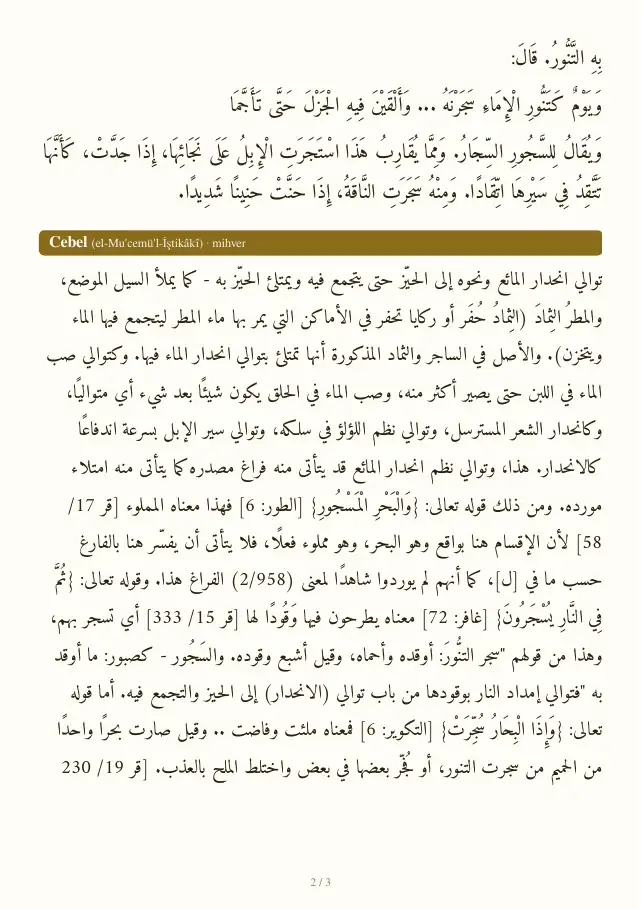 بِهِ التَّنُّورُ. قَالَ:
وَيَوْمٌ كَتَنُّورِ الْإِمَاءِ سَجَرْنَهُ ... وَأَلْقَيْنَ فِيهِ الْجَزْلَ حَتَّى تَأَجَّمَا
وَيُقَالُ لِلسَّجُورِ السِّجَارُ. وَمِمَّا يُقَارِبُ هَذَا اسْتَجَرَتِ الْإِبِلُ عَلَى نَجَائِهَا، إِذَا جَدَّتْ، كَأَنَّهَا
تَتَّقِدُ فِي سَيْرِهَا اتِّقَادًا. وَمِنْهُ سَجَرَتِ النَّاقَةُ، إِذَا حَنَّتْ حَنِينًا شَدِيدًا.
Cebel (el-Mu'cemü'l-İştikâkî) · mihver
توالي انحدار المائع ونحوه إلى الحيّز حتى يتجمع فيه ويمتلئ الحيّز به - كما يملأ السيل الموضع،
والمطرُ الثِمادَ (الثِمادُ حُفَر أو ركايا تحفر في الأماكن التي يمر بها ماء المطر ليتجمع فيها الماء
ويتخزن). والأصل في الساجر والثماد المذكورة أنها تمتلئ بتوالي انحدار الماء فيها. وكتوالي صب
الماء في اللبن حتى يصير أكثر منه، وصب الماء في الحلق يكون شيئًا بعد شيء أي متواليًا،
وكانحدار الشعر المسترسل، وتوالي نظم اللؤلؤ في سلكه، وتوالي سير الإبل بسرعة اندفاعًا
كالانحدار. هذا، وتوالي نظم انحدار المائع قد يتأتى منه فراغ مصدره كما يتأتى منه امتلاء
مورده. ومن ذلك قوله تعالى: {وَالْبَحْرِ الْمَسْجُورِ} [الطور: 6] فهذا معناه المملوء [قر 17/
58] لأن الإقسام هنا بواقع وهو البحر، وهو مملوء فعلًا، فلا يتأتى أن يفسّر هنا بالفارغ
حسب ما في [ل]، كما أنهم لم يوردوا شاهدًا لمعنى (2/958) الفراغ هذا. وقوله تعالى: {ثُمَّ
فِي النَّارِ يُسْجَرُونَ} [غافر: 72] معناه يطرحون فيها وَقُودًا لها [قر 15/ 333] أي تسجر بهم،
وهذا من قولهم "سجر التنُّورَ: أوقده وأحماه، وقيل أشبع وقوده. والسَجُور - كصبور: ما أوقد
به "فتوالي إمداد النار بوقودها من باب توالي (الانحدار) إلى الحيز والتجمع فيه. أما قوله
تعالى: {وَإِذَا الْبِحَارُ سُجِّرَتْ} [التكوير: 6] فمعناه ملئت وفاضت .. وقيل صارت بحرًا واحدًا
من الحميم من سجرت التنور، أو فُجّر بعضها في بعض واختلط الملح بالعذب. [قر 19/ 230
2 / 3